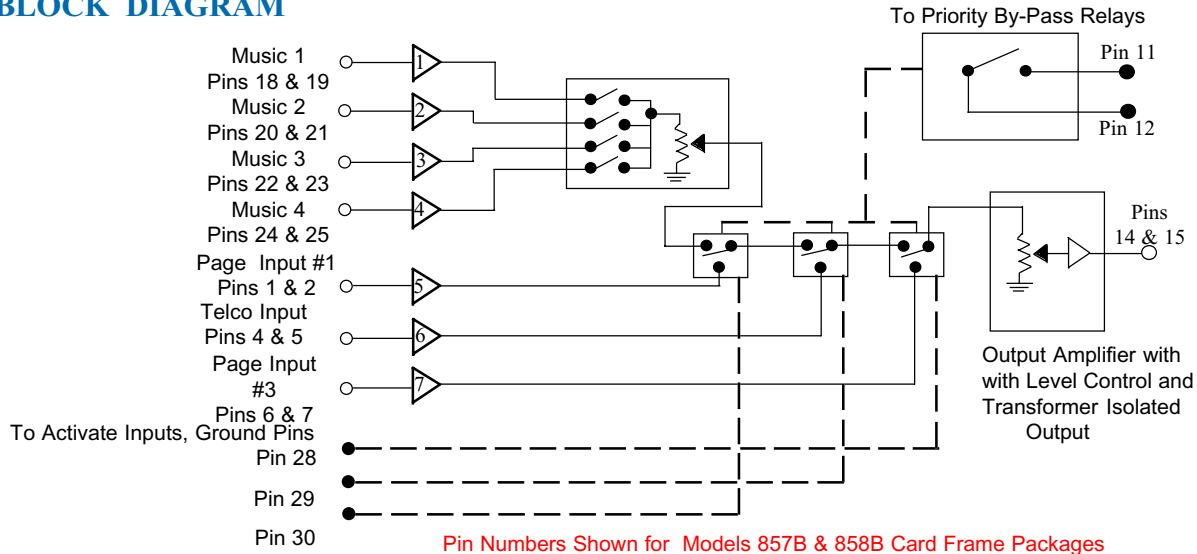 BLOCK DIAGRAM
To Priority By-Pass Relays
Music 1
Pins 18 & 19
Music 2
Pins 20 & 21
Music 3
Pins 22 & 23
Music 4
Pins 24 & 25
Page Input #1
Pins 1 & 2
Telco Input
Pins 4 & 5
Page Input
#3
Pins 6 & 7
To Activate Inputs, Ground Pins
Pin 28
Pin 29
Pin 30
1
2
3
4
5
6
7
Pin 11
Pin 12
Pins
14 & 15
Output Amplifier with
with Level Control and
Transformer Isolated
Output
Pin Numbers Shown for Models 857B & 858B Card Frame Packages